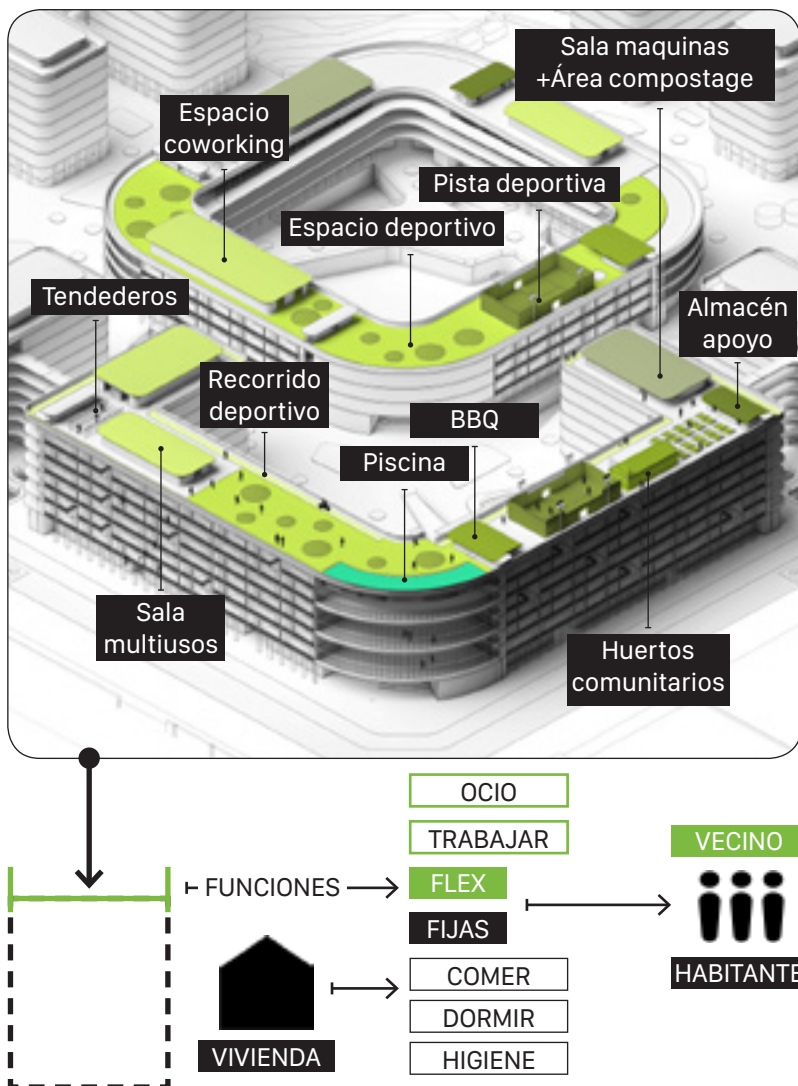 Sala maquinas
+Área compostage
Espacio
coworking
Pista deportiva
Espacio deportivo
Tendederos
Almacén
apoyo
Recorrido
deportivo
BBQ
Piscina
Sala
multiusos
Huertos
comunitarios
OCIO
TRABAJAR
VECINO
FUNCIONES
FLEX
FIJAS
COMER
HABITANTE
DORMIR
VIVIENDA
HIGIENE